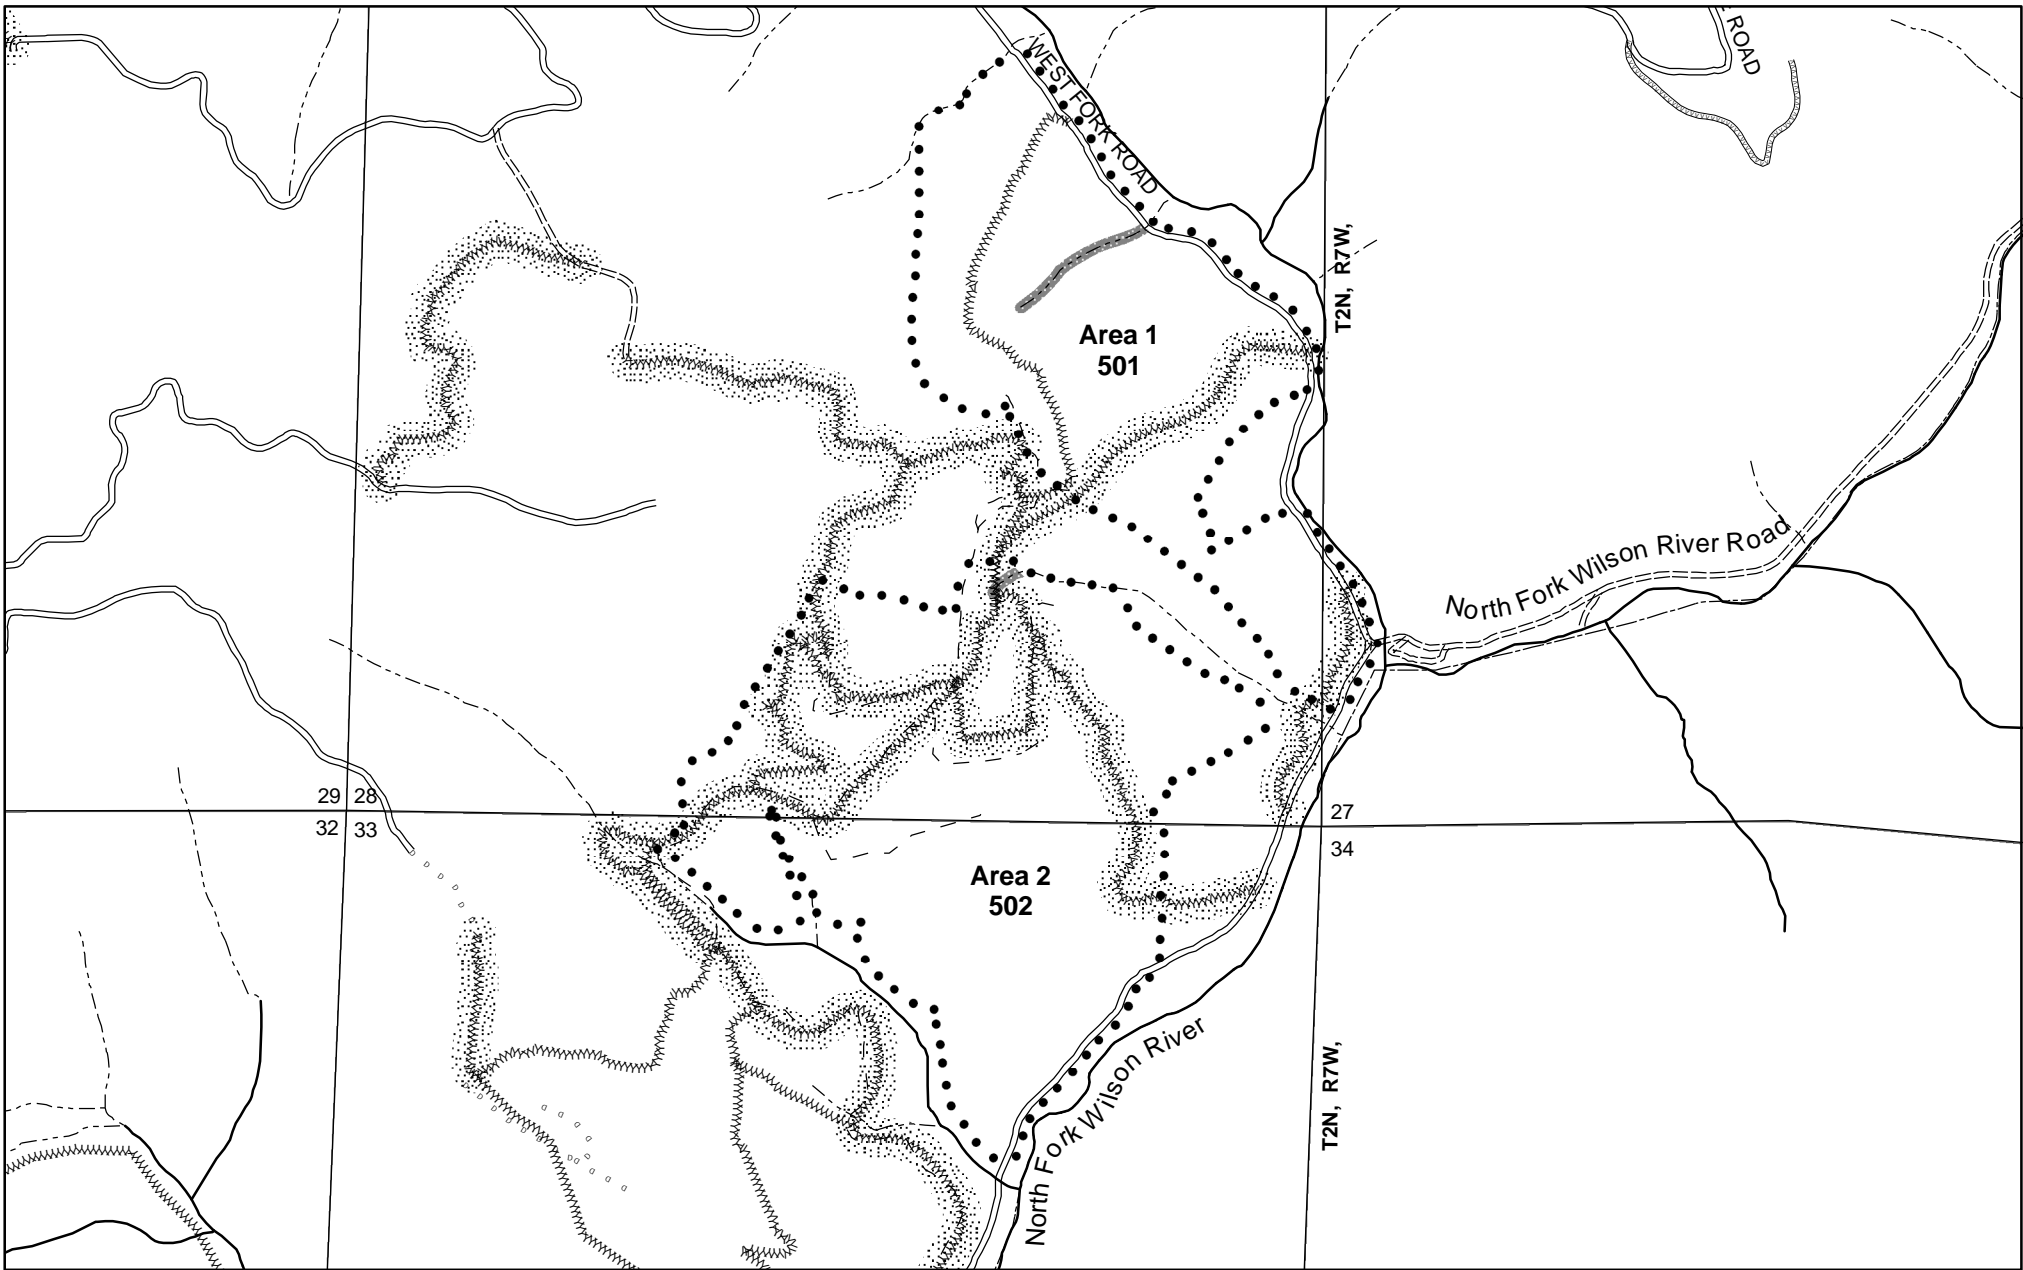 ROAD
WEST FORK ROAD
T2N, R7W,
Area 1
501
North Fork Wilson River Road
29 28
32 33
27
34
Area 2
502
North Fork Wilson River
T2N, R7W,